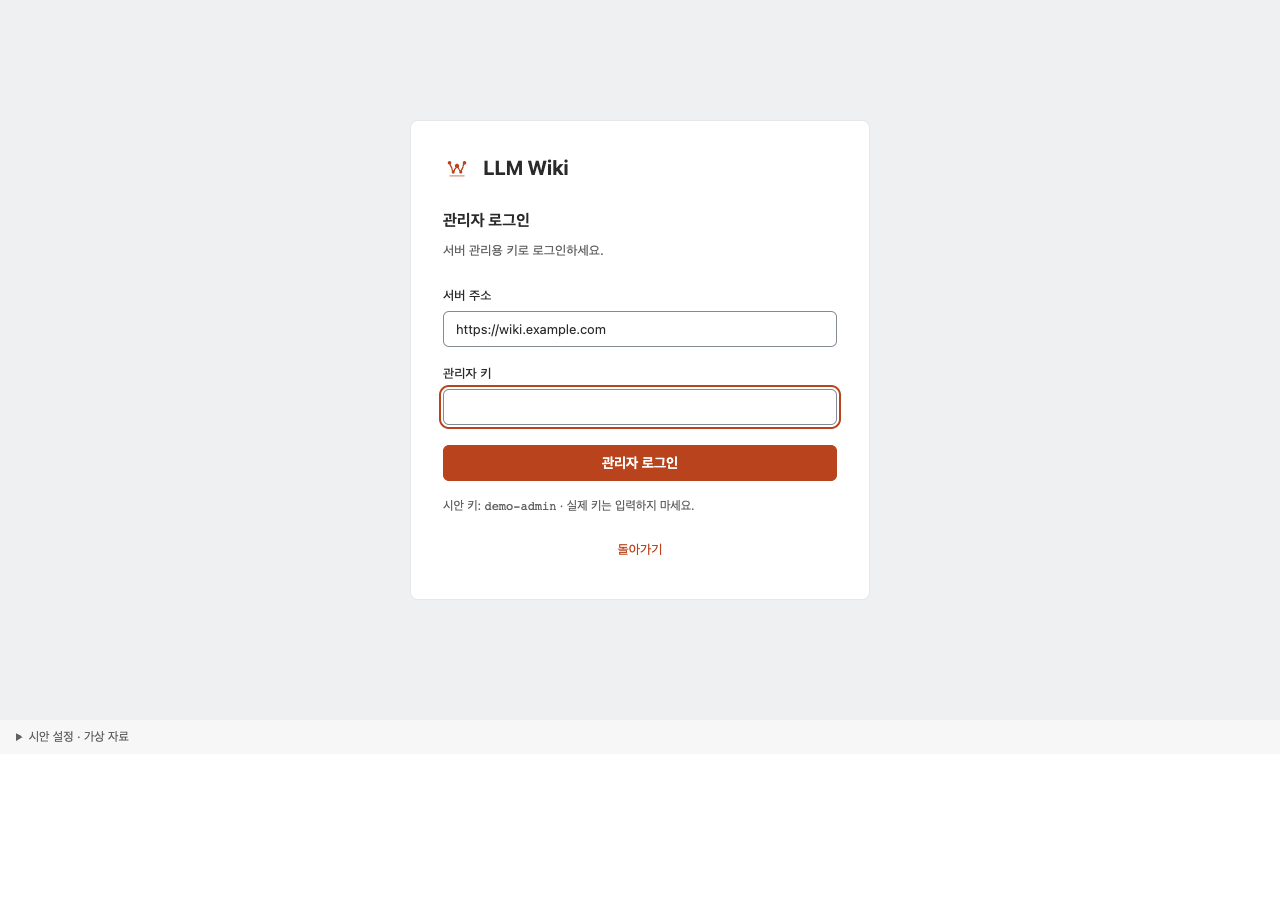 LLM Wiki
관리자 로그인
서버 관리용 키로 로그인하세요.
서버 주소
https://wiki.example.com
관리자 키
관리자 로그인
시안 키: demo-admin · 실제 키는 입력하지 마세요.
돌아가기
▶ 시안 설정 · 가상 자료